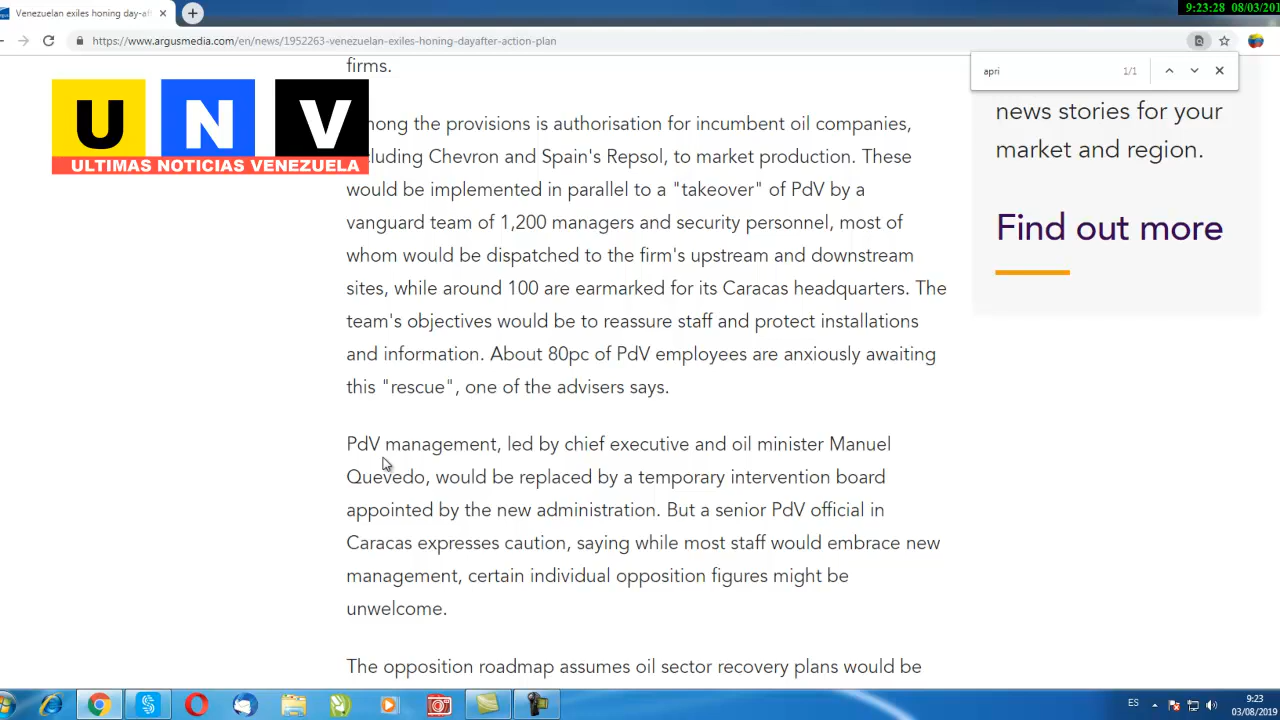 Venezuelan exiles honing day-af
9:23:28 08/03/201
https://www.argusmedia.com/en/news/1952263-venezuelan-exiles-honing-dayafter-action-plan
apri
1/1
firms.
UNV
ULTIMAS NOTICIAS VENEZUELA
mong the provisions is authorisation for incumbent oil companies,
cluding Chevron and Spain's Repsol, to market production. These
would be implemented in parallel to a "takeover" of PdV by a
vanguard team of 1,200 managers and security personnel, most of
whom would be dispatched to the firm's upstream and downstream
sites, while around 100 are earmarked for its Caracas headquarters. The
team's objectives would be to reassure staff and protect installations
and information. About 80pc of PdV employees are anxiously awaiting
this "rescue", one of the advisers says.
PdV management, led by chief executive and oil minister Manuel
Quevedo, would be replaced by a temporary intervention board
appointed by the new administration. But a senior PdV official in
Caracas expresses caution, saying while most staff would embrace new
management, certain individual opposition figures might be
unwelcome.
The opposition roadmap assumes oil sector recovery plans would be
news stories for your
market and region.
Find out more
ES
9:23
03/08/2019